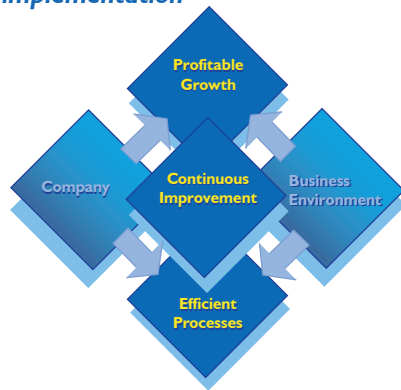 implementation
Profitable
Growth
Company
Continuous
Improvement
Business
Environment
Efficient
Processes